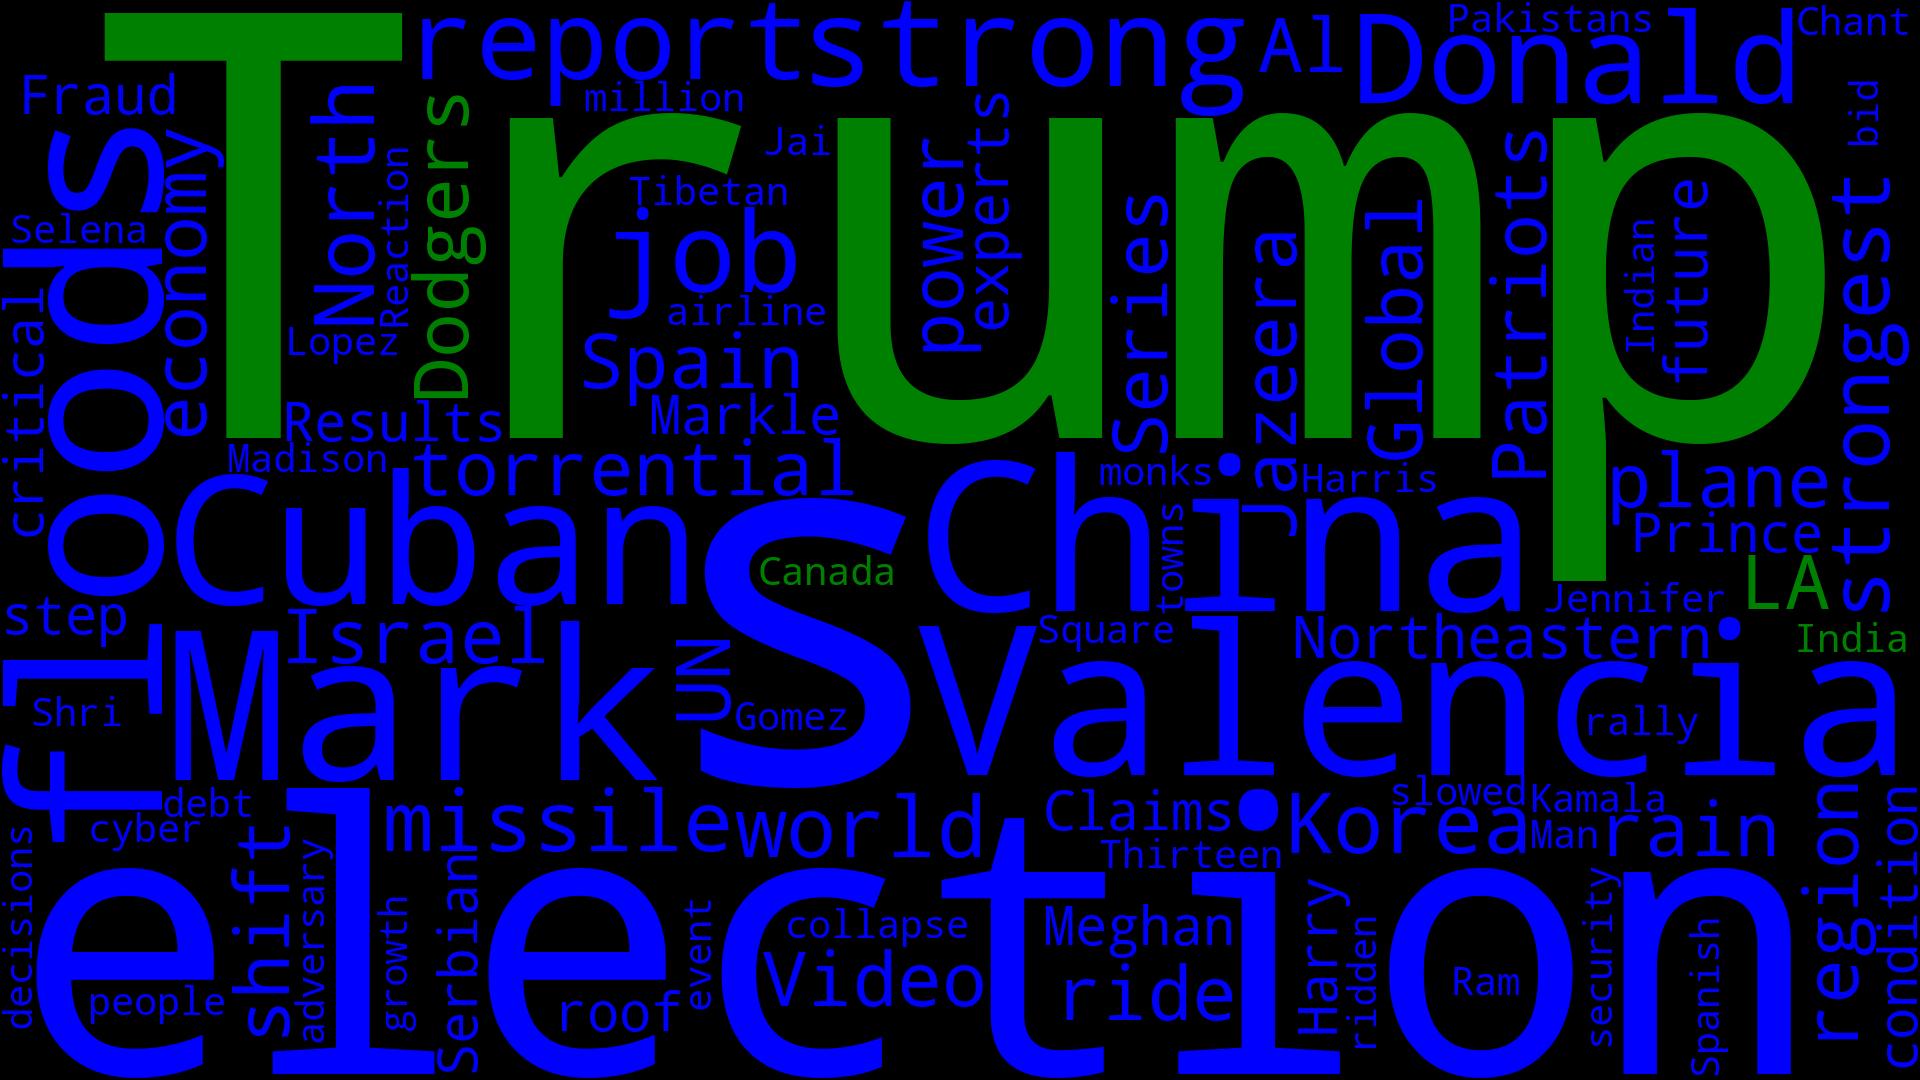 report
strong
Al
Donald
Pakistans
Chant
Fraud
million
Trump
Jai
bid
North
economy
Reaction
Dodgers
Tibetan
job
power
experts
Series
Jazeera
Global
Patriots
Indian
future
strongest
Selena
floods
critical
Lopez
airline
Spain
Results
Markle
Madison
torrential
monks
Harris
plane
Cuban
s
China
towns
Prince
Canada
Jennifer
LA
step
Israel
UN
Square
Northeastern
India
Mark
Valencia
Shri
Gomez
rally
debt
cyber
missile
world
Claims
Korea
slowed
Kamala
Man
rain
region
condition
Thirteen
decisions
shift
adversary
growth
Serbian
event
collapse
Meghan
Harry
ridden
security
Spanish
election
people
roof
Video
ride
Ram